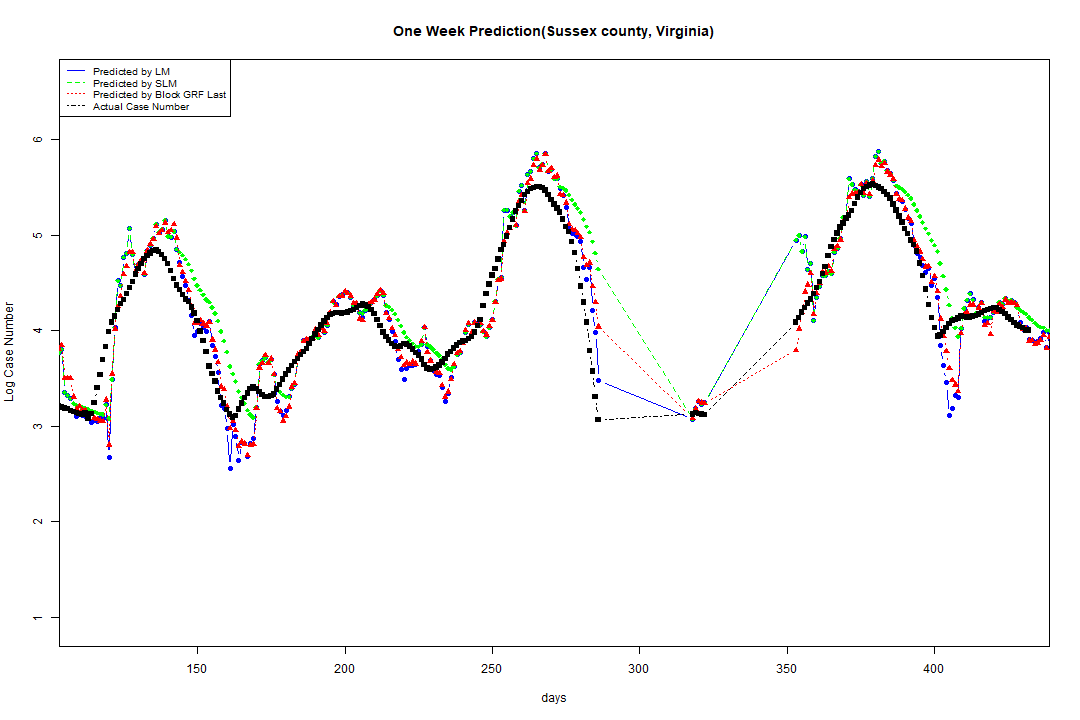 One Week Prediction(Sussex county, Virginia)
Predicted by LM
Predicted by SLM
Predicted by Block GRF Last
Actual Case Number
Log Case Number
6
5
4
3
2
1
150 200 250 300 350 400
days